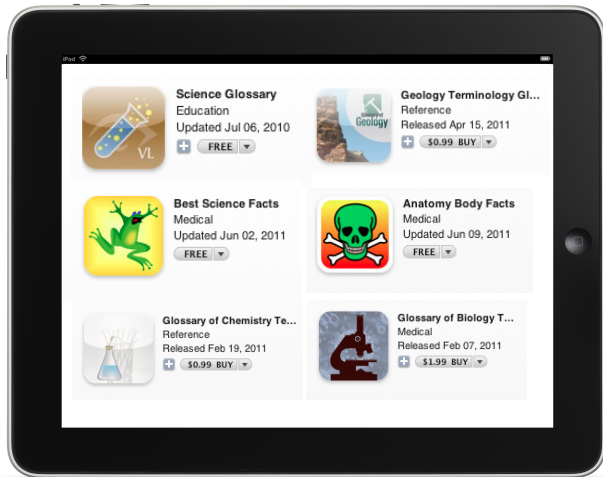 iPad
Science Glossary
Education
Updated Jul 06, 2010
FREE
VL
Geology Terminology Gl...
Reference
Released Apr 15, 2011
$0.99 BUY
Geology
Best Science Facts
Medical
Updated Jun 02, 2011
FREE
Anatomy Body Facts
Medical
Updated Jun 09, 2011
FREE
Glossary of Chemistry Te...
Reference
Released Feb 19, 2011
$0.99 BUY
Glossary of Biology T...
Medical
Released Feb 07, 2011
$1.99 BUY